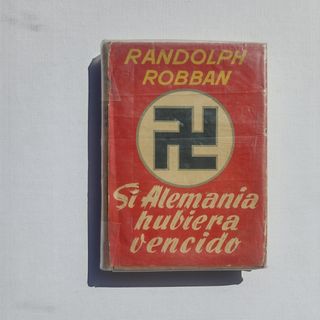 RANDOLPH
ROBBAN
Si Alemania
hubiera
vencido